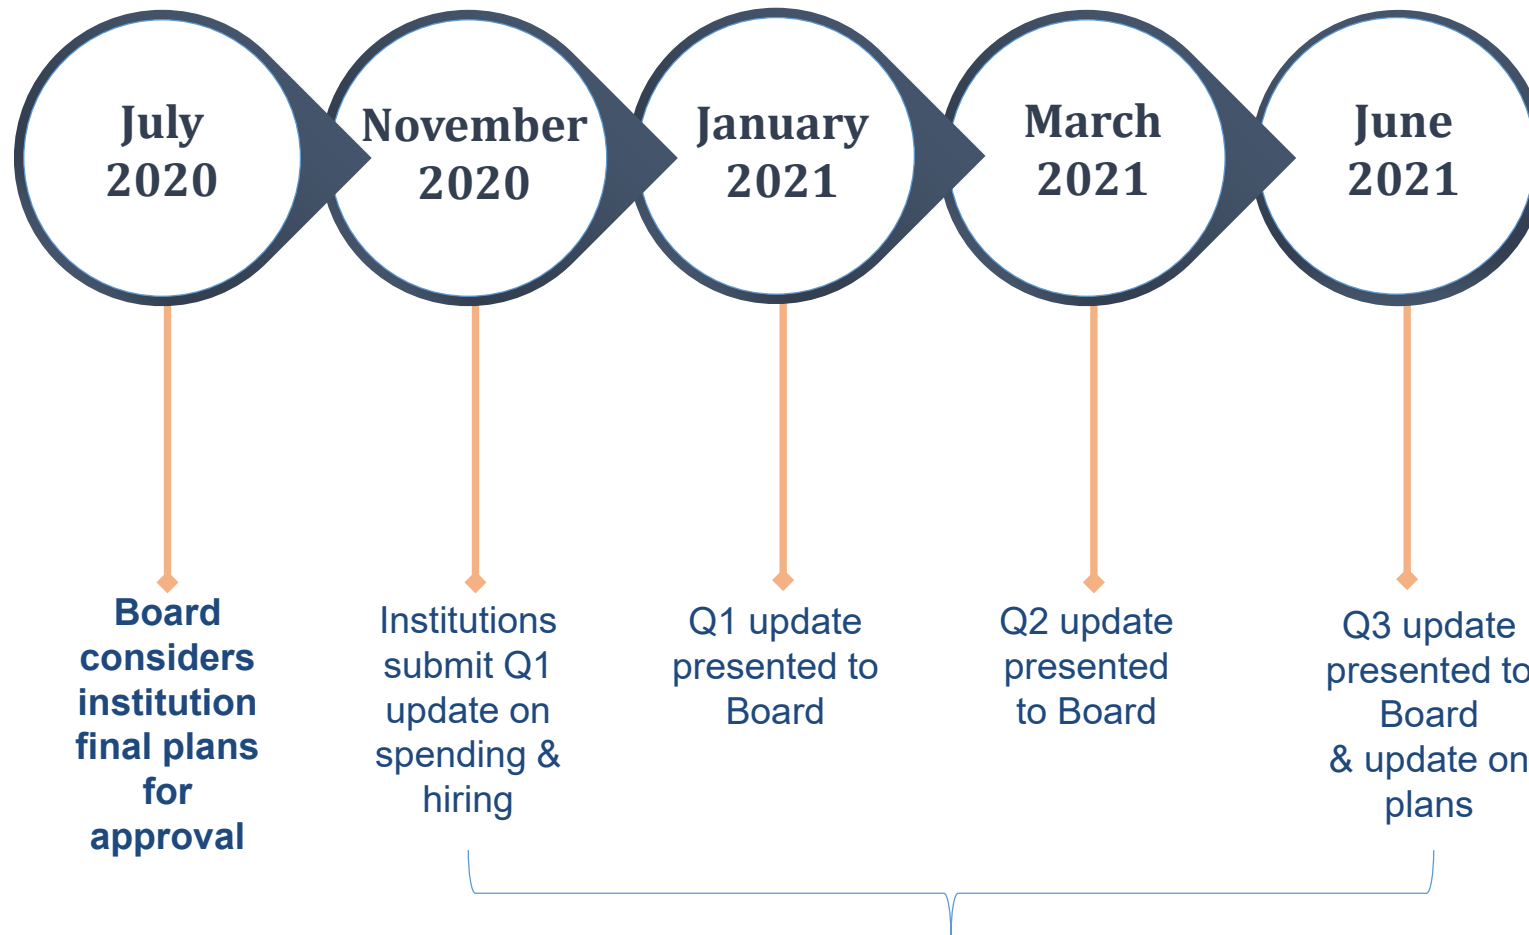 July
2020
November
2020
January
2021
March
2021
June
2021
Board
considers
institution
final plans
for
approval
Institutions
submit Q1
update on
spending &
hiring
Q1 update
presented to
Board
Q2 update
presented
to Board
Q3 update
presented to
Board
& update on
plans